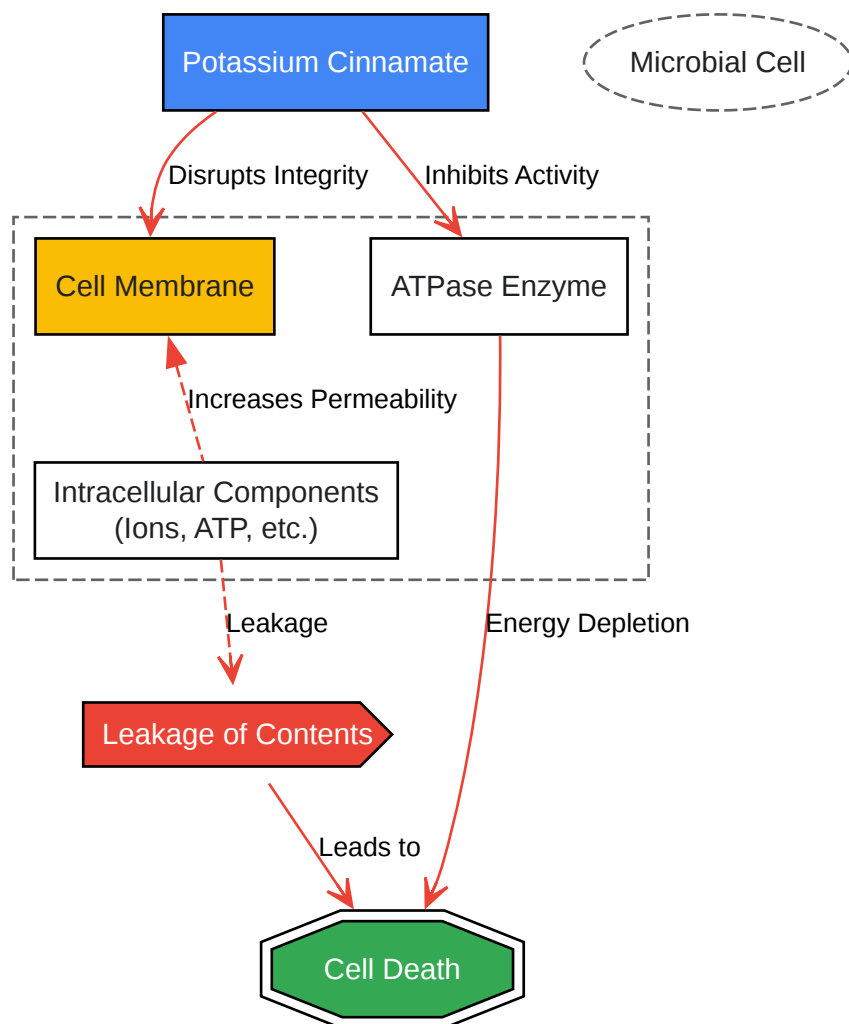 Potassium Cinnamate
Microbial Cell
Disrupts Integrity
Inhibits Activity
Cell Membrane
ATPase Enzyme
Increases Permeability
Intracellular Components
(Ions, ATP, etc.)
Leakage
Energy Depletion
Leakage of Contents
Leads to
Cell Death